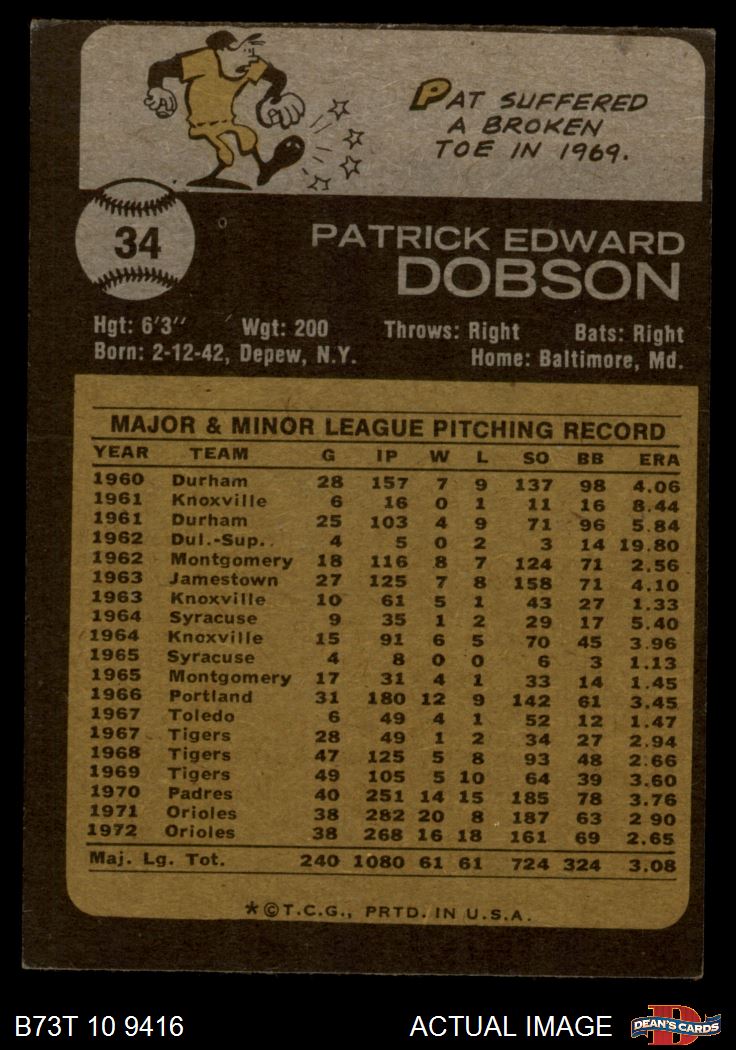 PAT SUFFERED
A BROKEN
TOE IN 1969.
34
PATRICK EDWARD
DOBSON
Hgt: 6'3" Wgt: 200 Throws: Right Bats: Right
Born: 2-12-42, Depew, N.Y. Home: Baltimore, Md.
MAJOR & MINOR LEAGUE PITCHING RECORD
YEAR TEAM G IP W L SO BB ERA
1960 Durham 28 157 7 9 137 98 4.06
1961 Knoxville 6 16 0 1 11 16 8.44
1961 Durham 25 103 4 9 71 96 5.84
1962 Dul.-Sup. 4 5 0 2 3 14 19.80
1962 Montgomery 18 116 8 7 124 71 2.56
1963 Jamestown 27 125 7 8 158 71 4.10
1963 Knoxville 10 61 5 1 43 27 1.33
1964 Syracuse 9 35 1 2 29 17 5.40
1964 Knoxville 15 91 6 5 70 45 3.96
1965 Syracuse 4 8 0 0 6 3 1.13
1965 Montgomery 17 31 4 1 33 14 1.45
1966 Portland 31 180 12 9 142 61 3.45
1967 Toledo 6 49 4 1 52 12 1.47
1967 Tigers 28 49 1 2 34 27 2.94
1968 Tigers 47 125 5 8 93 48 2.66
1969 Tigers 49 105 5 10 64 39 3.60
1970 Padres 40 251 14 15 185 78 3.76
1971 Orioles 38 282 20 8 187 63 2 90
1972 Orioles 38 268 16 18 161 69 2.65
Maj. Lg. Tot. 240 1080 61 61 724 324 3.08
*©T.C.G., PRTD. IN U.S.A.
B73T 10 9416 ACTUAL IMAGE DEAN'S CARDS